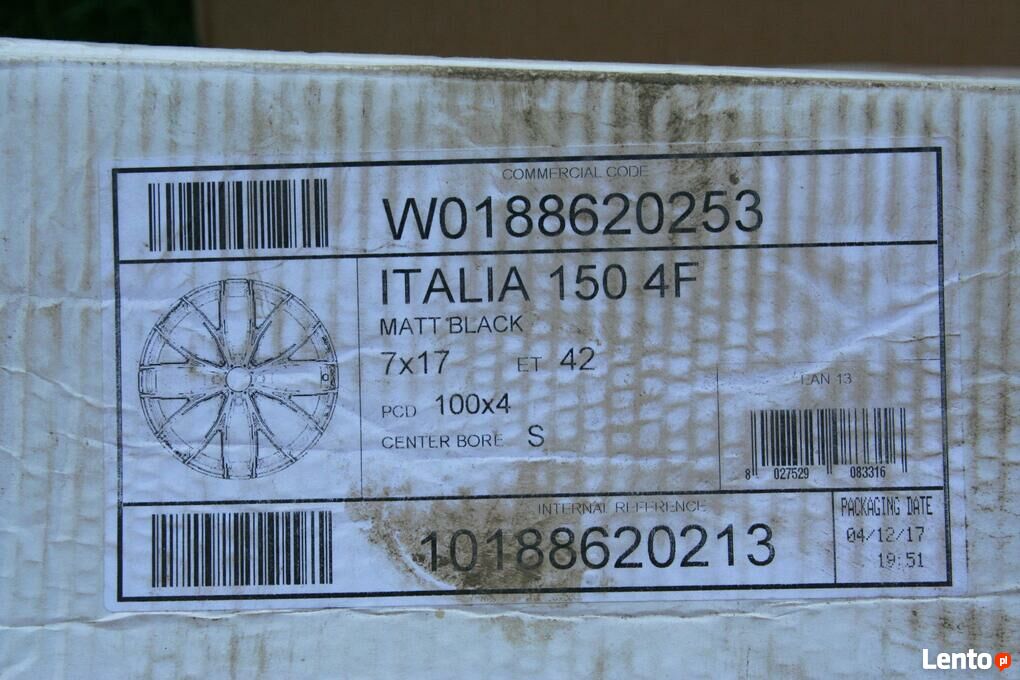 COMMERCIAL CODE
W0188620253
ITALIA 150 4F
MATT BLACK
7x17 ET 42
PCD 100x4
CENTER BORE S
EAN 13
8 027529 083316
INTERNAL REFERENCE
10188620213
PACKAGING DATE
04/12/17
19:51
Lento pl